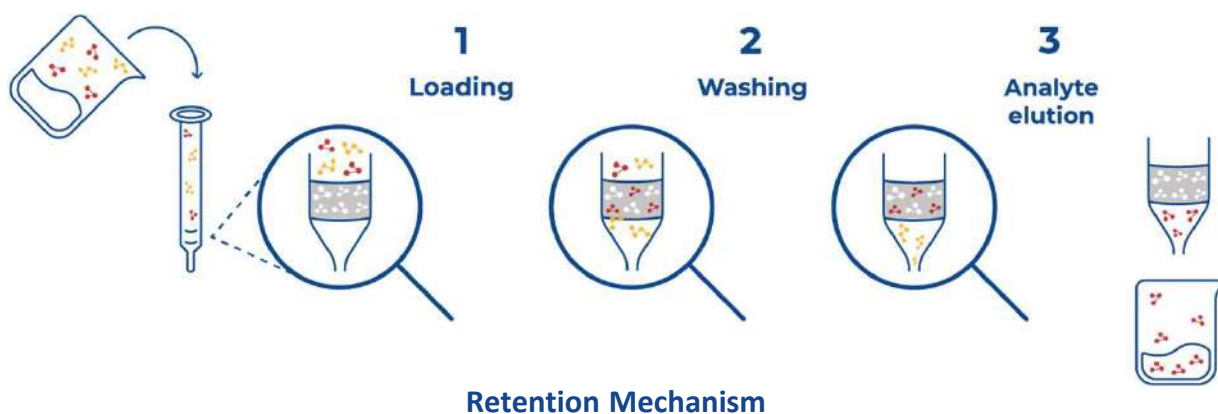 1
Loading
2
Washing
3
Analyte
elution
Retention Mechanism